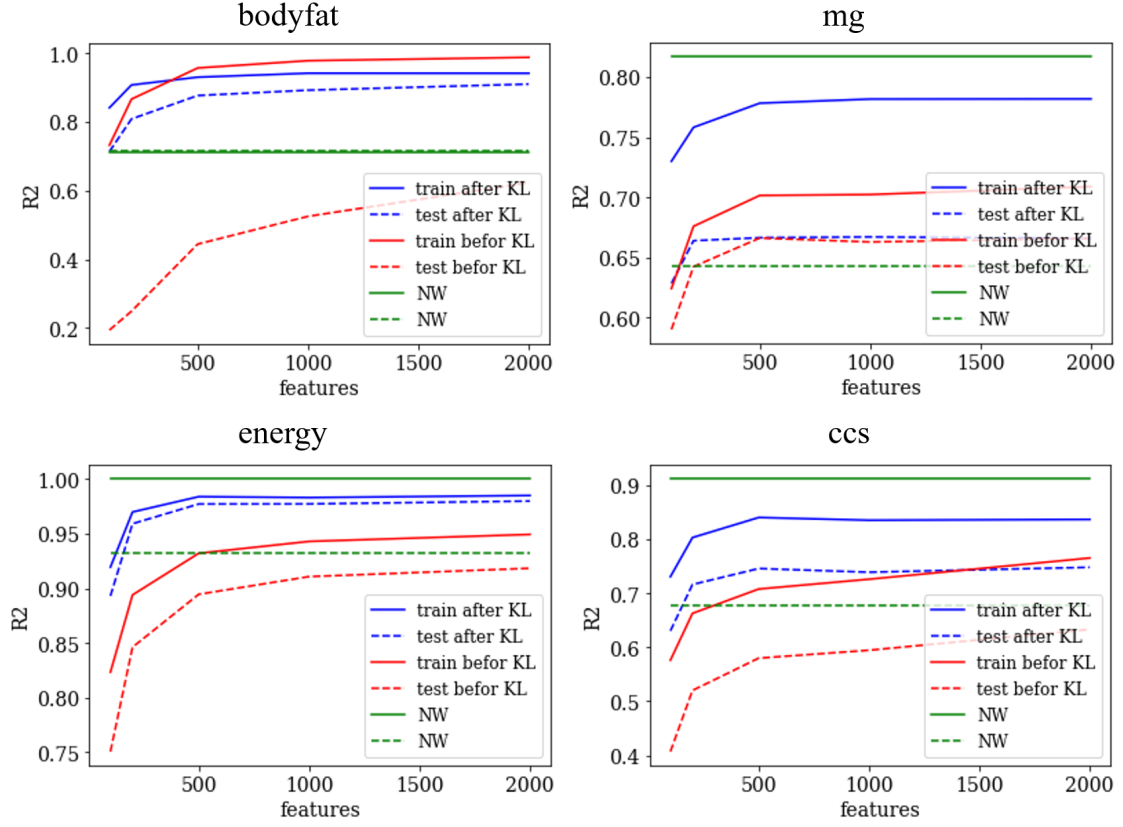 bodyfat
1.0
0.8
0.6
0.4
0.2
R2
train after KL
test after KL
train befor KL
test befor KL
NW
NW
500
1000
1500
2000
features
mg
0.80
0.75
0.70
0.65
0.60
R2
train after KL
test after KL
train befor KL
test befor KL
NW
NW
500
1000
1500
2000
features
energy
1.00
0.95
0.90
0.85
0.80
0.75
R2
train after KL
test after KL
train befor KL
test befor KL
NW
NW
500
1000
1500
2000
features
ccs
0.9
0.8
0.7
0.6
0.5
0.4
R2
train after KL
test after KL
train befor KL
test befor KL
NW
NW
500
1000
1500
2000
features